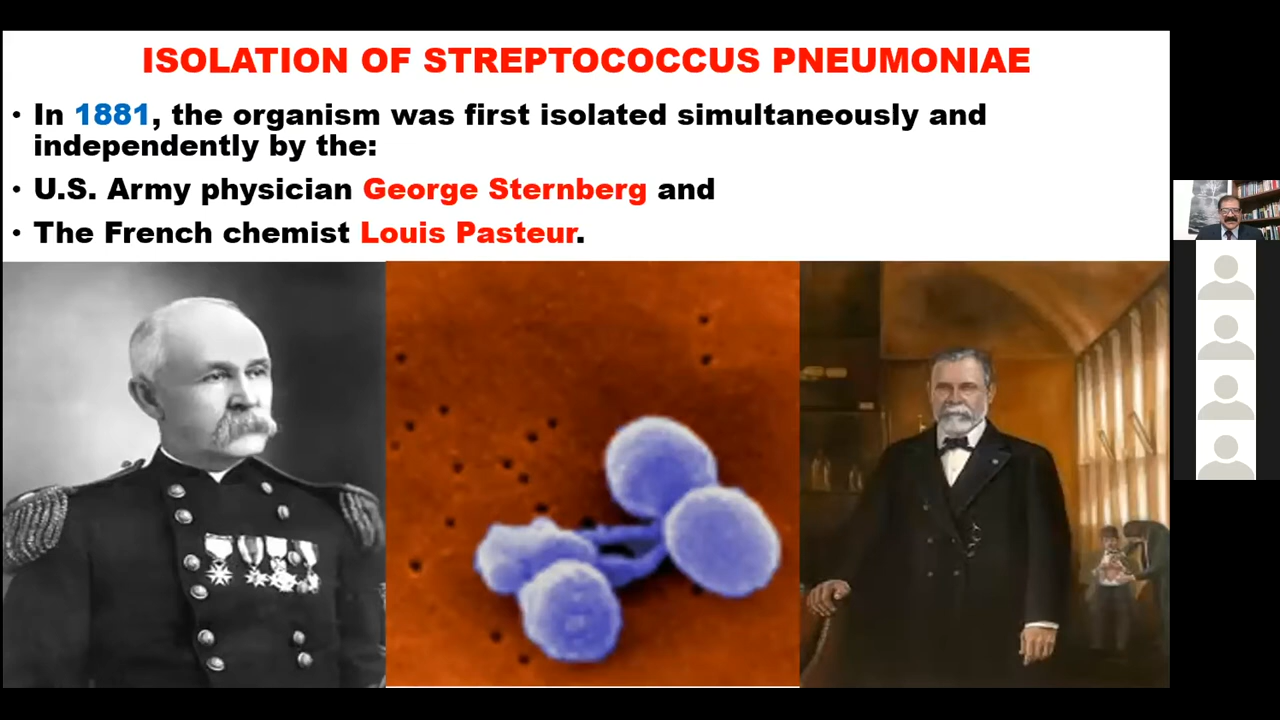 ISOLATION OF STREPTOCOCCUS PNEUMONIAE
• In 1881, the organism was first isolated simultaneously and
independently by the:
• U.S. Army physician George Sternberg and
• The French chemist Louis Pasteur.